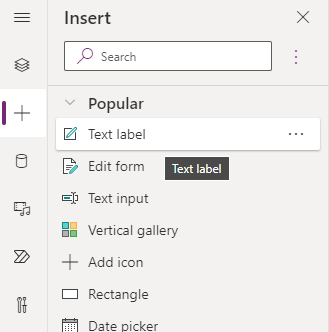 Insert
Search
Popular
Text label
Edit form
Text label
Text input
Vertical gallery
Add icon
Rectangle
Date picker